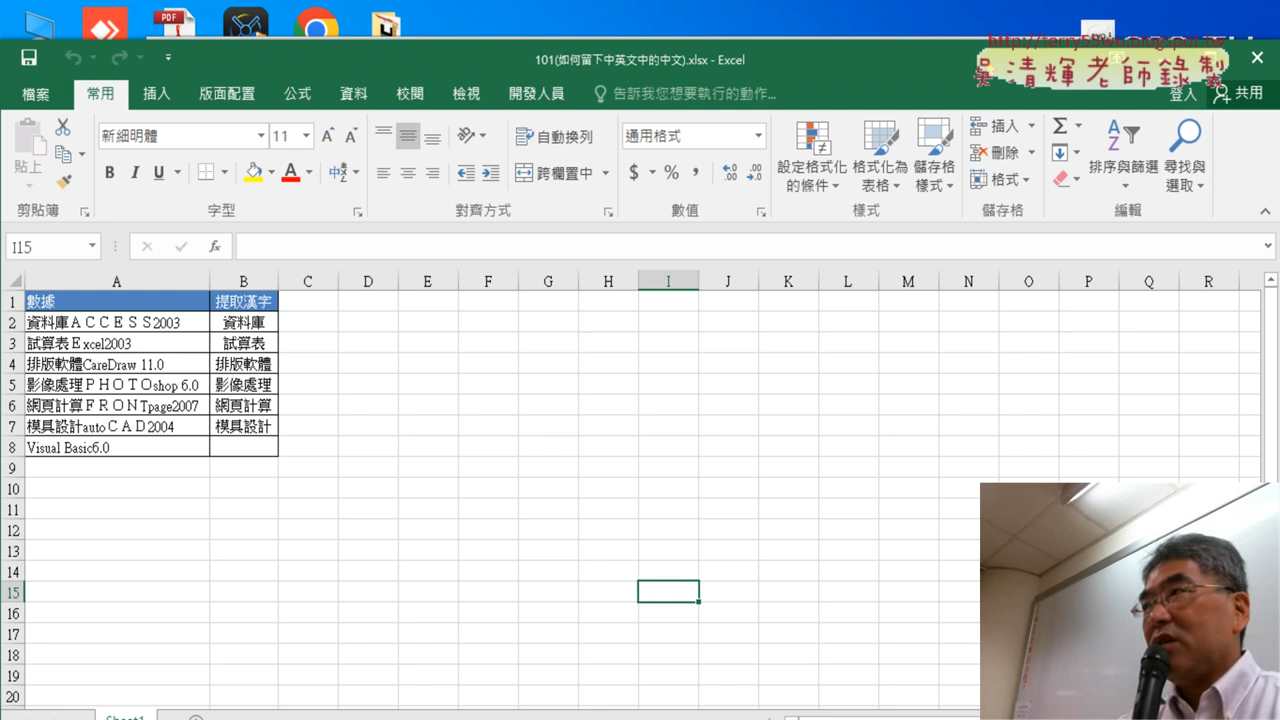 PDF
http://terry55wu.blogspot.tw
吳清輝老師錄製
101(如何留下中英文中的中文).xlsx - Excel
檔案 常用 插入 版面配置 公式 資料 校閱 檢視 開發人員 告訴我您想要執行的動作... 登入 共用
貼上
新細明體 11
自動換列
通用格式
B I U
跨欄置中
$ % ,
設定格式化的條件
格式化為表格
儲存格樣式
插入
刪除
格式
排序與篩選
尋找與選取
剪貼簿 字型 對齊方式 數值 樣式 儲存格 編輯
I15 fx
A B C D E F G H I J K L M N O P Q R
1 數據 提取漢字
2 資料庫ＡＣＣＥＳＳ2003 資料庫
3 試算表Ｅxcel2003 試算表
4 排版軟體CareDraw 11.0 排版軟體
5 影像處理ＰＨＯＴＯshop 6.0 影像處理
6 網頁計算ＦＲＯＮTpage2007 網頁計算
7 模具設計autoＣＡＤ2004 模具設計
8 Visual Basic6.0
9
10
11
12
13
14
15
16
17
18
19
20
Sheet1